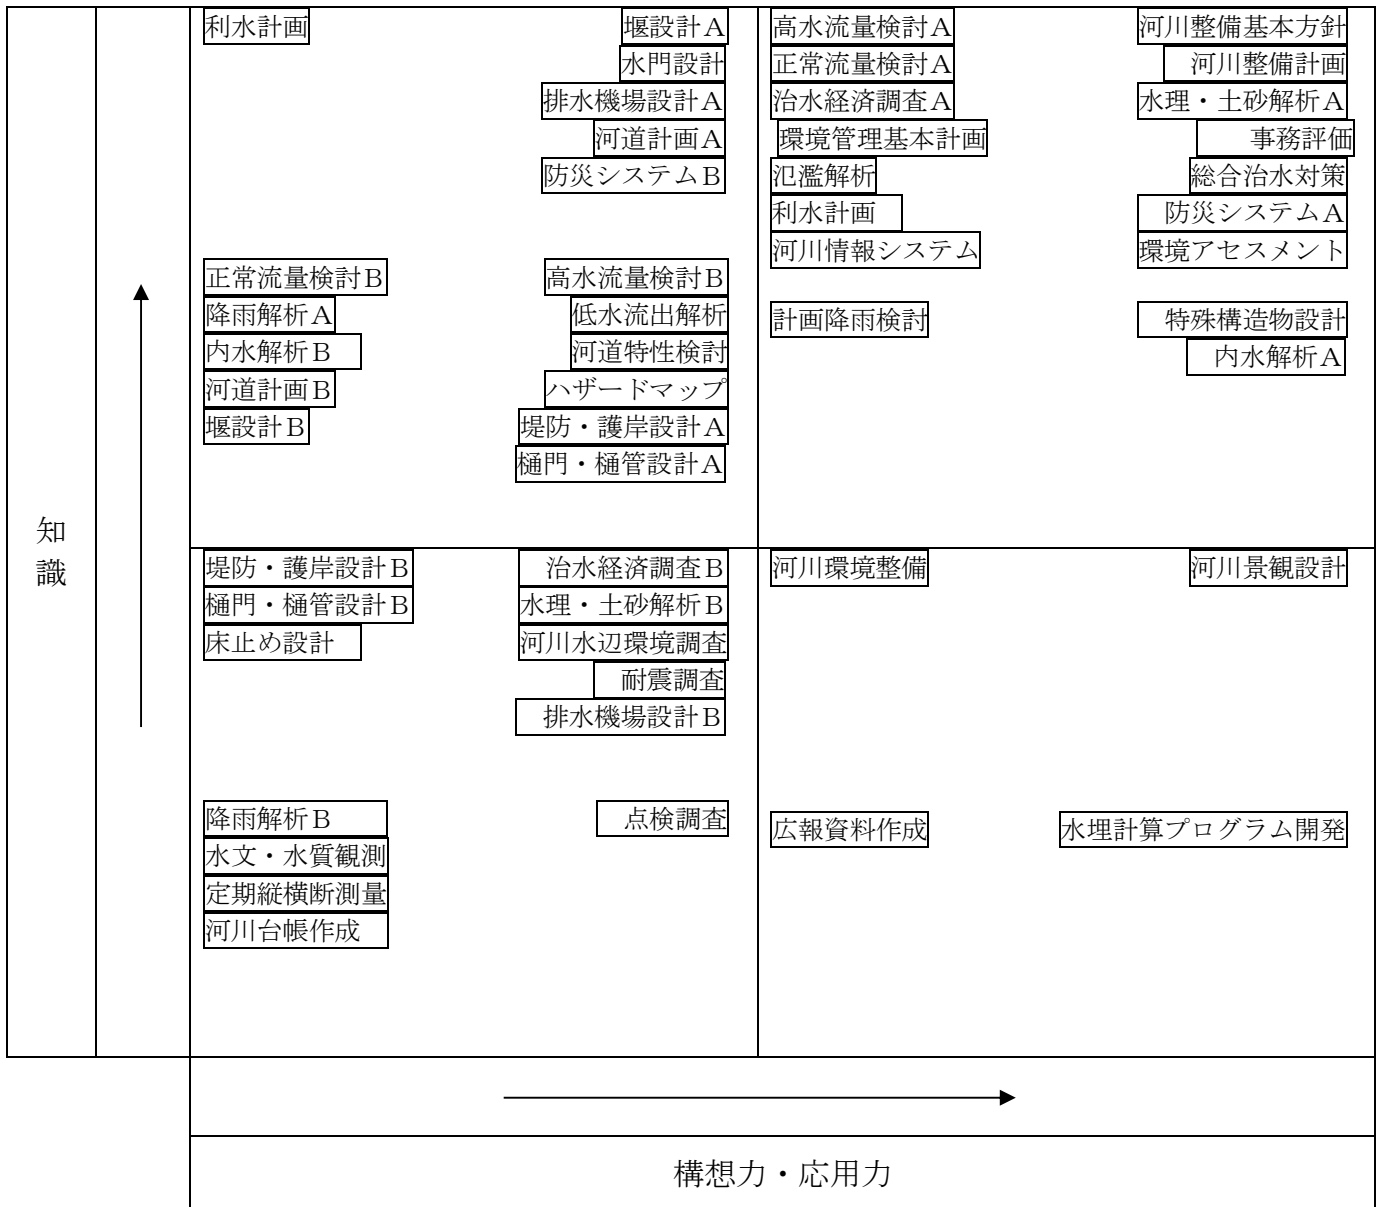 利水計画
堰設計A
水門設計
排水機場設計A
河道計画A
防災システムB
正常流量検討B
降雨解析A
内水解析B
河道計画B
堰設計B
高水流量検討B
低水流出解析
河道特性検討
ハザードマップ
堤防・護岸設計A
樋門・樋管設計A
高水流量検討A
正常流量検討A
治水経済調査A
環境管理基本計画
氾濫解析
利水計画
河川情報システム
計画降雨検討
河川整備基本方針
河川整備計画
水理・土砂解析A
事務評価
総合治水対策
防災システムA
環境アセスメント
特殊構造物設計
内水解析A
知
識
堤防・護岸設計B
樋門・樋管設計B
床止め設計
治水経済調査B
水理・土砂解析B
河川水辺環境調査
耐震調査
排水機場設計B
降雨解析B
水文・水質観測
定期縦横断測量
河川台帳作成
点検調査
河川環境整備
河川景観設計
広報資料作成
水埋計算プログラム開発
構想力・応用力